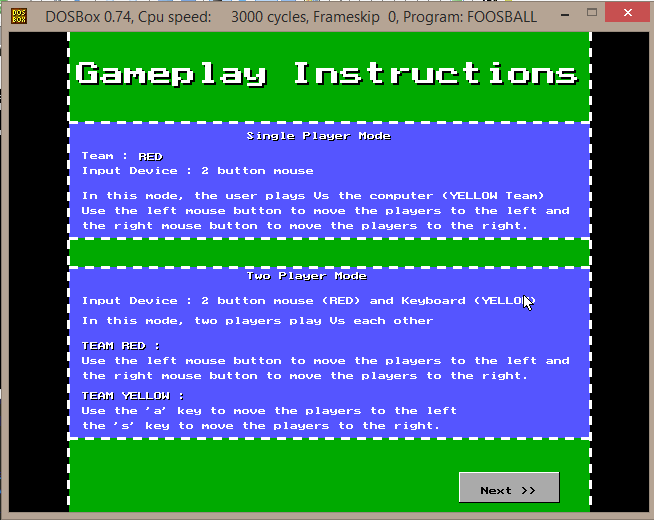 DOS
BOX
DOSBox 0.74, Cpu speed: 3000 cycles, Frameskip 0, Program: FOOSBALL
Gameplay Instructions
Single Player Mode
Team : RED
Input Device : 2 button mouse
In this mode, the user plays Vs the computer (YELLOW Team)
Use the left mouse button to move the players to the left and
the right mouse button to move the players to the right.
Two Player Mode
Input Device : 2 button mouse (RED) and Keyboard (YELLOW)
In this mode, two players play Vs each other
TEAM RED :
Use the left mouse button to move the players to the left and
the right mouse button to move the players to the right.
TEAM YELLOW :
Use the 'a' key to move the players to the left
the 's' key to move the players to the right.
Next >>